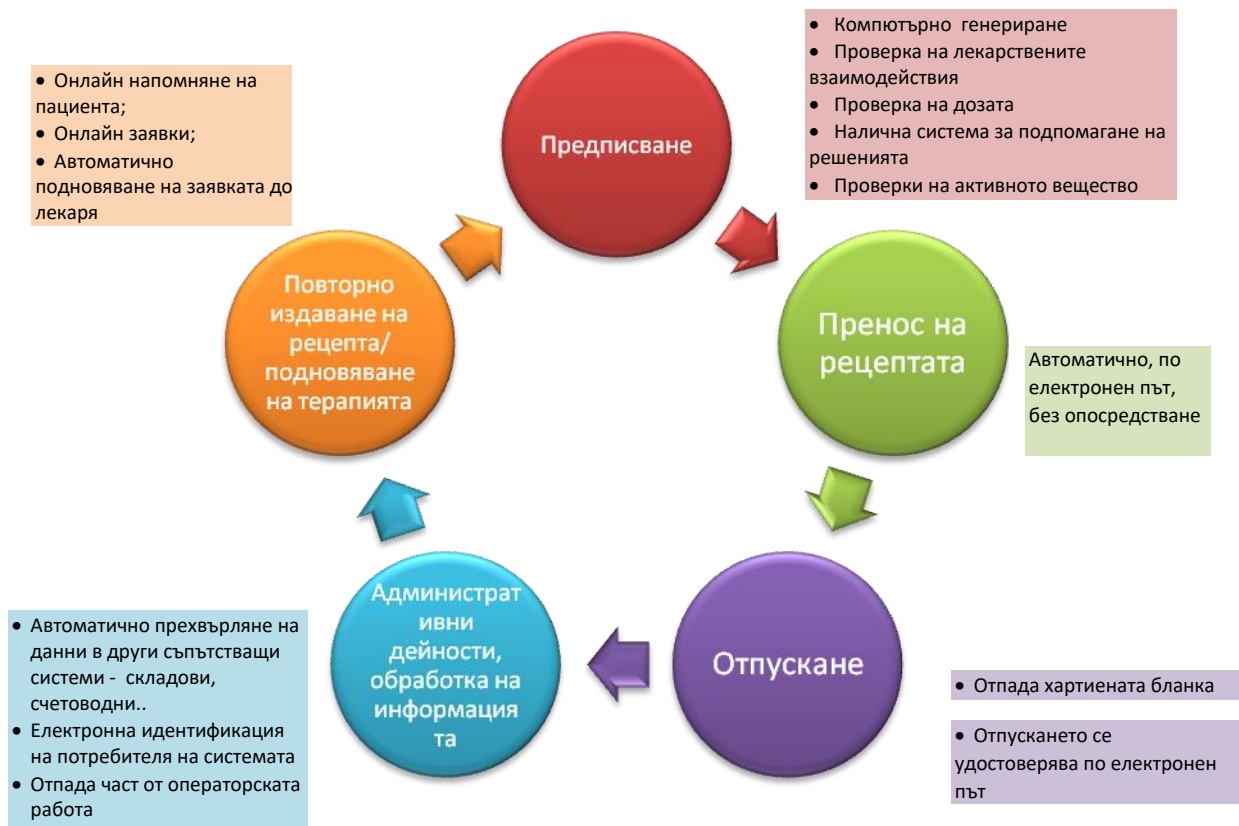 Предписване
• Компютърно генериране
• Проверка на лекарствените
взаимодействия
• Проверка на дозата
• Налична система за подпомагане на
решенията
• Проверки на активното вещество
Пренос на
рецептата
Автоматично, по
електронен път,
без опосредстване
Отпускане
• Отпада хартиената бланка
• Отпускането се
удостоверява по електронен
път
Администрат
ивни
дейности,
обработка на
информация
та
• Автоматично прехвърляне на
данни в други съпътстващи
системи - складови,
счетоводни..
• Електронна идентификация
на потребителя на системата
• Отпада част от операторската
работа
Повторно
издаване на
рецепта/
подновяване
на терапията
• Онлайн напомняне на
пациента;
• Онлайн заявки;
• Автоматично
подновяване на заявката до
лекаря